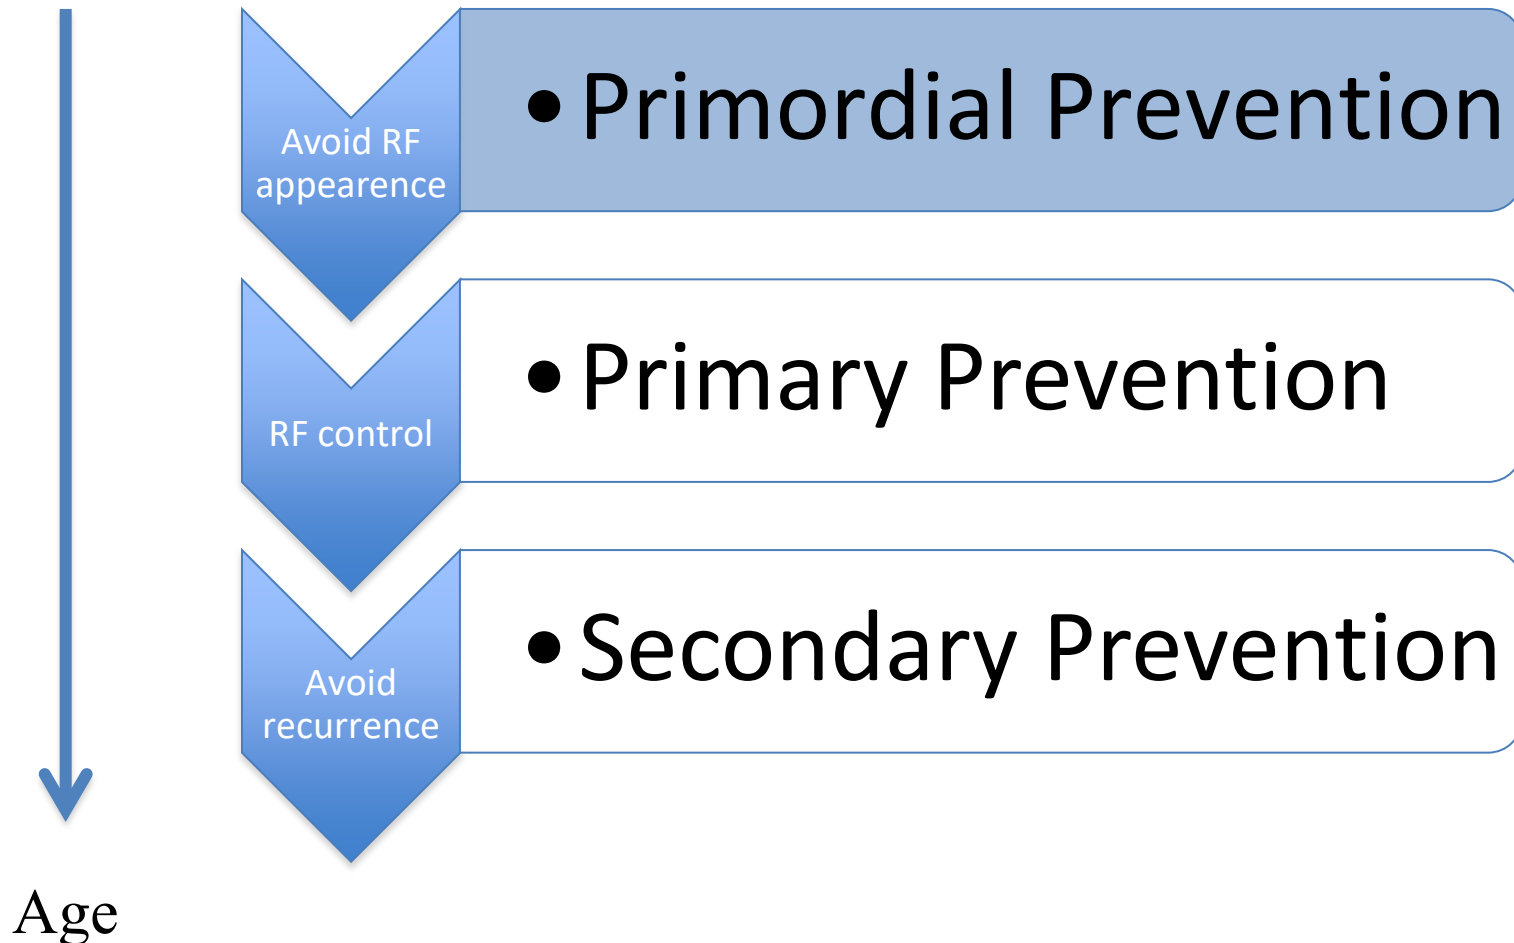 Avoid RF
appearence
• Primordial Prevention
RF control
• Primary Prevention
Avoid
recurrence
• Secondary Prevention
Age